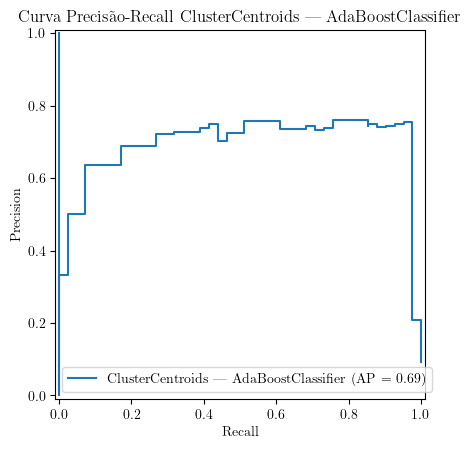 Curva Precisão-Recall ClusterCentroids — AdaBoostClassifier
1.0
0.8
0.6
0.4
0.2
0.0
Precision
ClusterCentroids — AdaBoostClassifier (AP = 0.69)
0.0 0.2 0.4 0.6 0.8 1.0
Recall